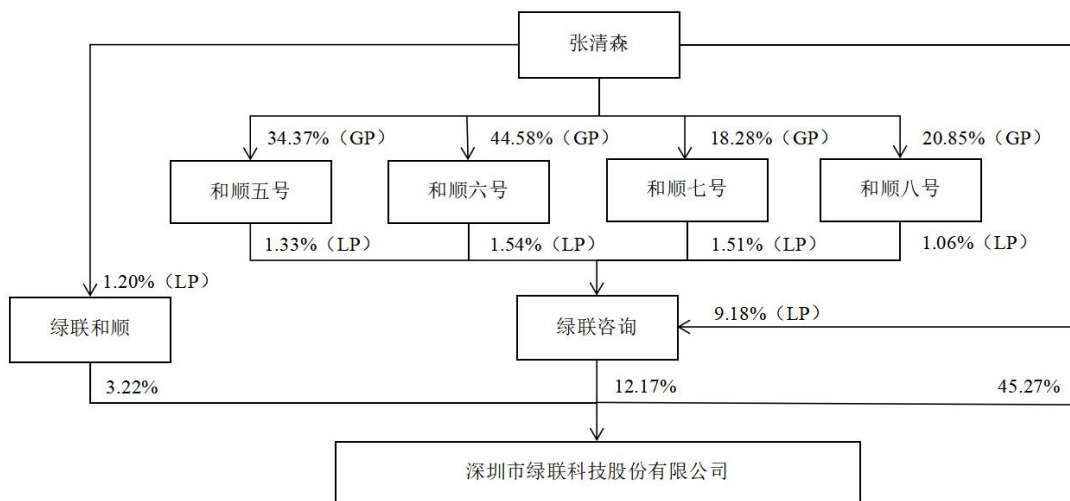 张清森
34.37%（GP）
44.58%（GP）
18.28%（GP）
20.85%（GP）
和顺五号
和顺六号
和顺七号
和顺八号
1.33%（LP）
1.54%（LP）
1.51%（LP）
1.06%（LP）
1.20%（LP）
绿联和顺
绿联咨询
9.18%（LP）
3.22%
12.17%
45.27%
深圳市绿联科技股份有限公司